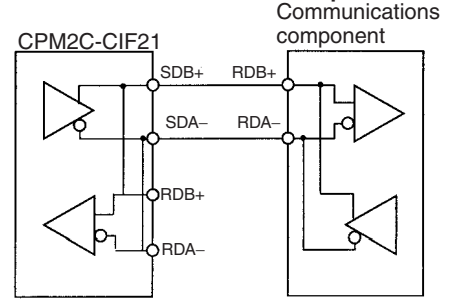 Communications
component
CPM2C-CIF21
SDB+ RDB+
SDA− RDA−
RDB+
RDA−